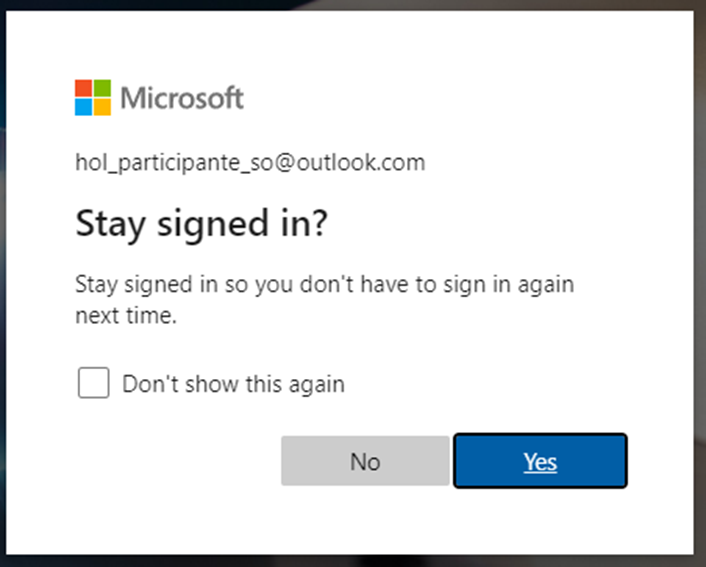 Microsoft
hol_participante_so@outlook.com
Stay signed in?
Stay signed in so you don't have to sign in again
next time.
Don't show this again
No
Yes